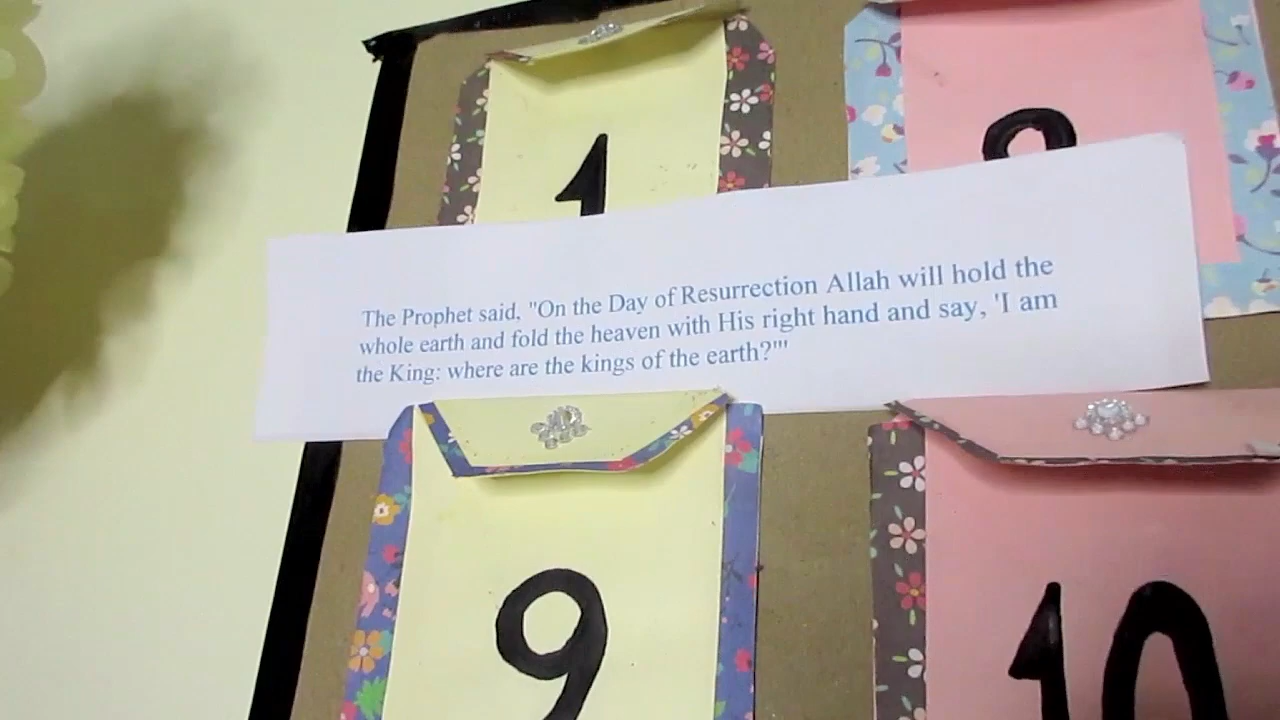 1
The Prophet said, "On the Day of Resurrection Allah will hold the
whole earth and fold the heaven with His right hand and say, 'I am
the King: where are the kings of the earth?'"
9
10